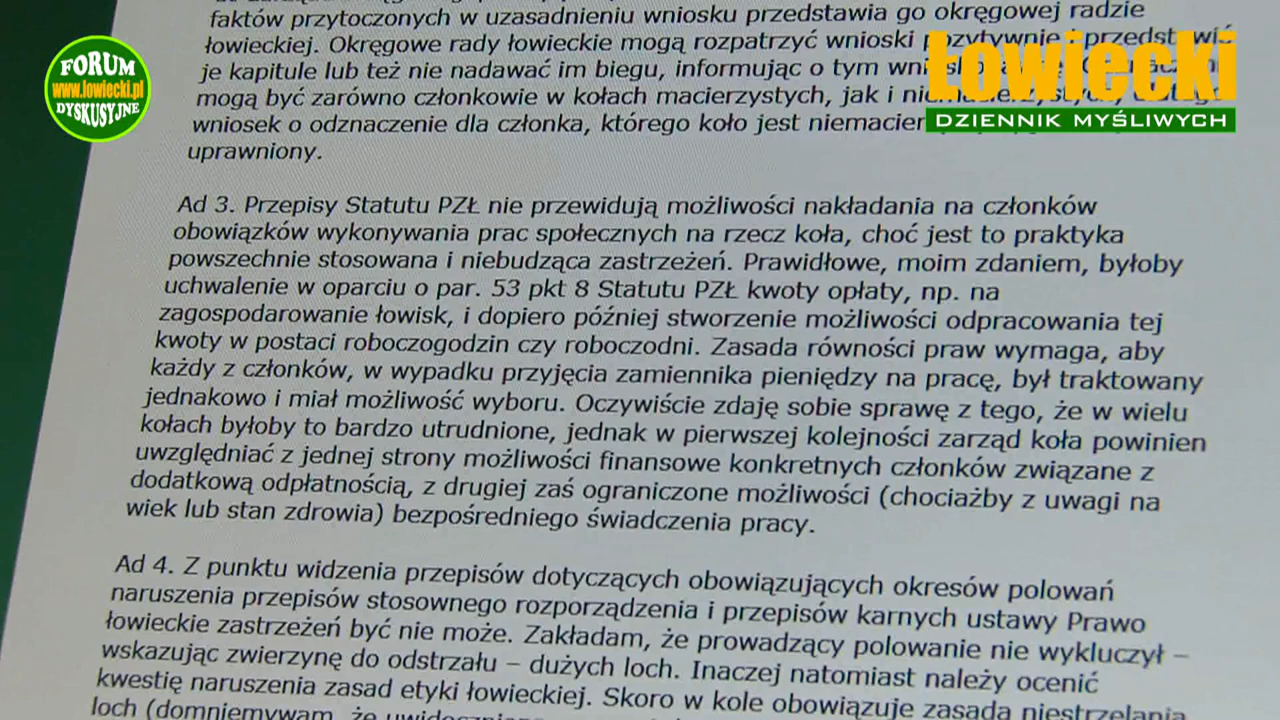 FORUM
www.lowiecki.pl
DYSKUSYJNE
Łowiecki
DZIENNIK MYŚLIWYCH
faktów przytoczonych w uzasadnieniu wniosku przedstawia go okręgowej radzie
łowieckiej. Okręgowe rady łowieckie mogą rozpatrzyć wnioski pozytywnie i przedstawić
je kapitule lub też nie nadawać im biegu, informując o tym
mogą być zarówno członkowie w kołach macierzystych, jak i niemacierzystych,
wniosek o odznaczenie dla członka, którego koło jest
uprawniony.
Ad 3. Przepisy Statutu PZŁ nie przewidują możliwości nakładania na członków
obowiązków wykonywania prac społecznych na rzecz koła, choć jest to praktyka
powszechnie stosowana i niebudząca zastrzeżeń. Prawidłowe, moim zdaniem, byłoby
uchwalenie w oparciu o par. 53 pkt 8 Statutu PZŁ kwoty opłaty, np. na
zagospodarowanie łowisk, i dopiero później stworzenie możliwości odpracowania tej
kwoty w postaci roboczogodzin czy roboczodni. Zasada równości praw wymaga, aby
każdy z członków, w wypadku przyjęcia zamiennika pieniędzy na pracę, był traktowany
jednakowo i miał możliwość wyboru. Oczywiście zdaję sobie sprawę z tego, że w wielu
kołach byłoby to bardzo utrudnione, jednak w pierwszej kolejności zarząd koła powinien
uwzględniać z jednej strony możliwości finansowe konkretnych członków związane z
dodatkową odpłatnością, z drugiej zaś ograniczone możliwości (chociażby z uwagi na
wiek lub stan zdrowia) bezpośredniego świadczenia pracy.
Ad 4. Z punktu widzenia przepisów dotyczących obowiązujących okresów polowań
naruszenia przepisów stosownego rozporządzenia i przepisów karnych ustawy Prawo
łowieckie zastrzeżeń być nie może. Zakładam, że prowadzący polowanie nie wykluczył –
wskazując zwierzynę do odstrzału – dużych loch. Inaczej natomiast należy ocenić
kwestię naruszenia zasad etyki łowieckiej. Skoro w kole obowiązuje zasada niestrzelania
loch (domniemywam, że